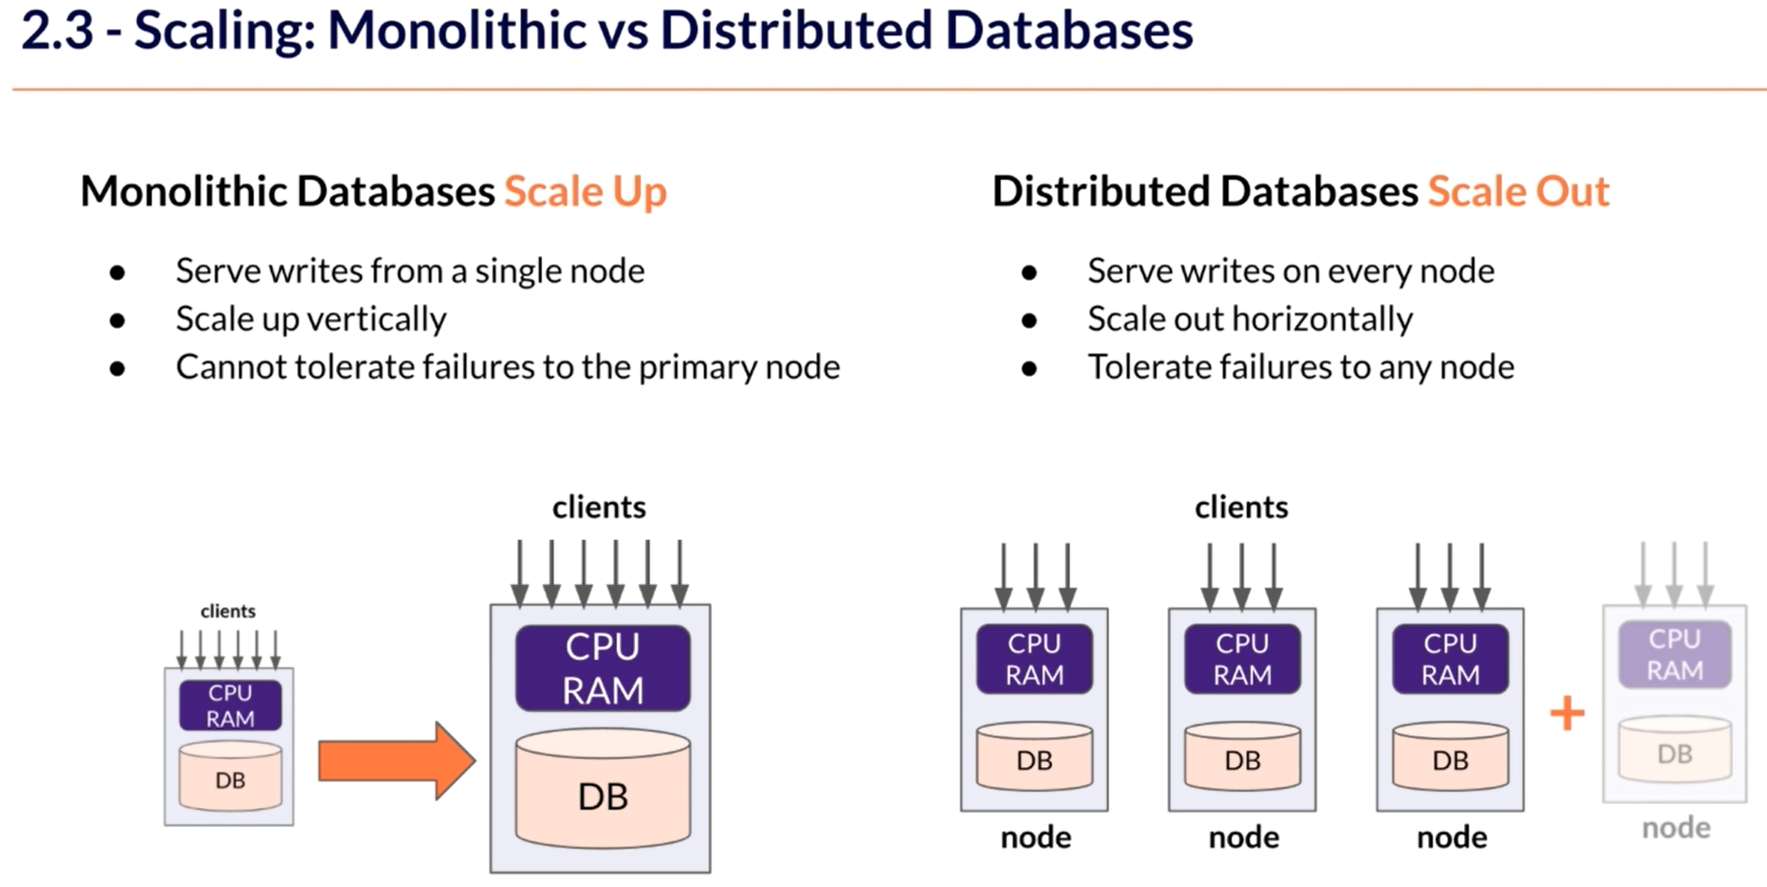 2.3 - Scaling: Monolithic vs Distributed Databases
Monolithic Databases Scale Up
● Serve writes from a single node
● Scale up vertically
● Cannot tolerate failures to the primary node
Distributed Databases Scale Out
● Serve writes on every node
● Scale out horizontally
● Tolerate failures to any node
clients
CPU
RAM
DB
clients
CPU
RAM
DB
clients
CPU
RAM
DB
node
CPU
RAM
DB
node
CPU
RAM
DB
node
+
CPU
RAM
DB
node